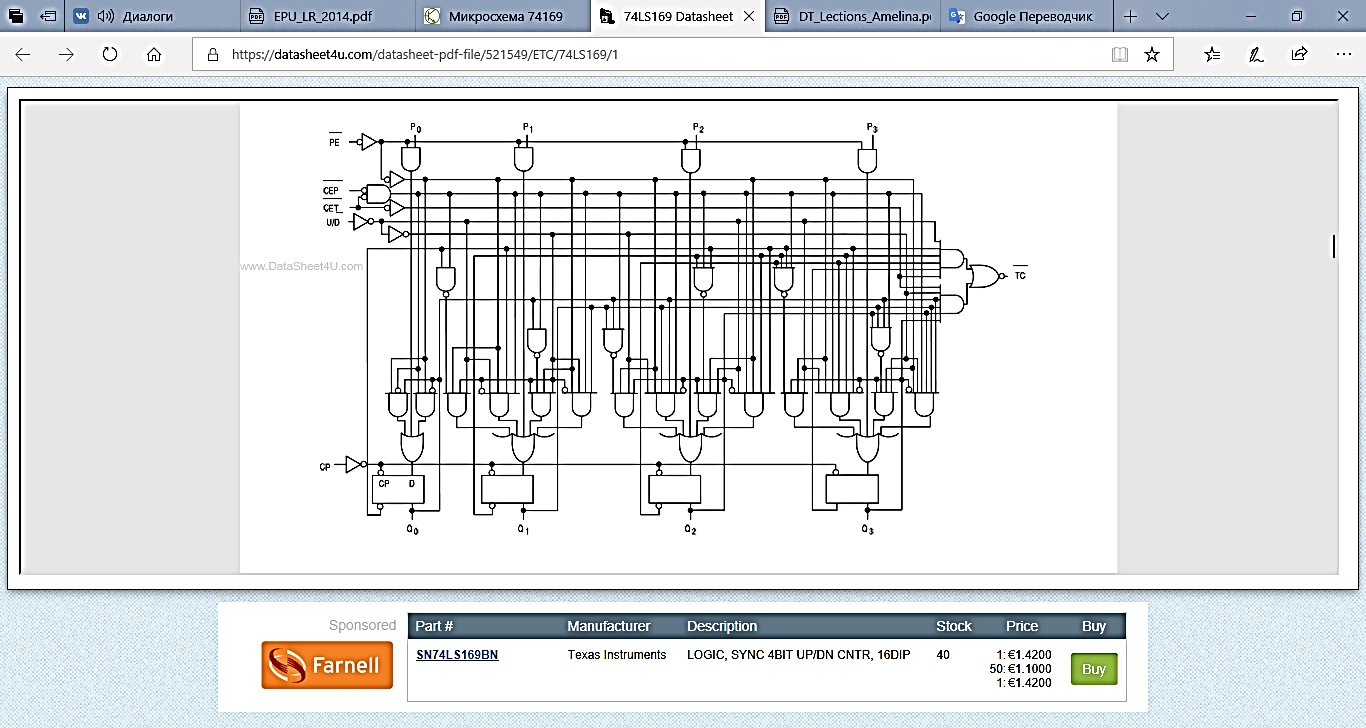 Диалоги
EPU_LR_2014.pdf
Микросхема 74169
74LS169 Datasheet
DT_Lections_Amelina.p
Google Переводчик
https://datasheet4u.com/datasheet-pdf-file/521549/ETC/74LS169/1
P0 P1 P2 P3
PE
CEP
CET
U/D
www.DataSheet4U.com
TC
CP
CP D
Q0 Q1 Q2 Q3
Sponsored
Farnell
Part # Manufacturer Description Stock Price Buy
SN74LS169BN Texas Instruments LOGIC, SYNC 4BIT UP/DN CNTR, 16DIP 40 1: €1.4200
50: €1.1000
1: €1.4200
Buy